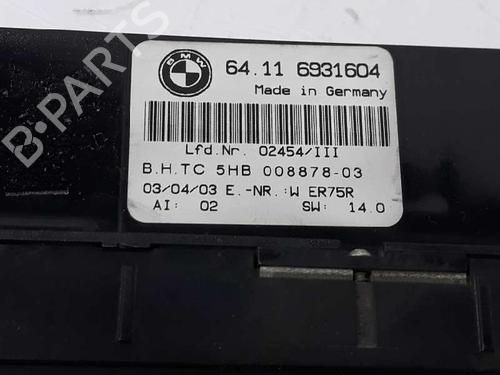 BMW
64.11 6931604
Made in Germany
Lfd.Nr. 02454/III
B.H.TC 5HB 008878-03
03/04/03 E.-NR.:W ER75R
AI: 02 SW: 14.0
B-PARTS